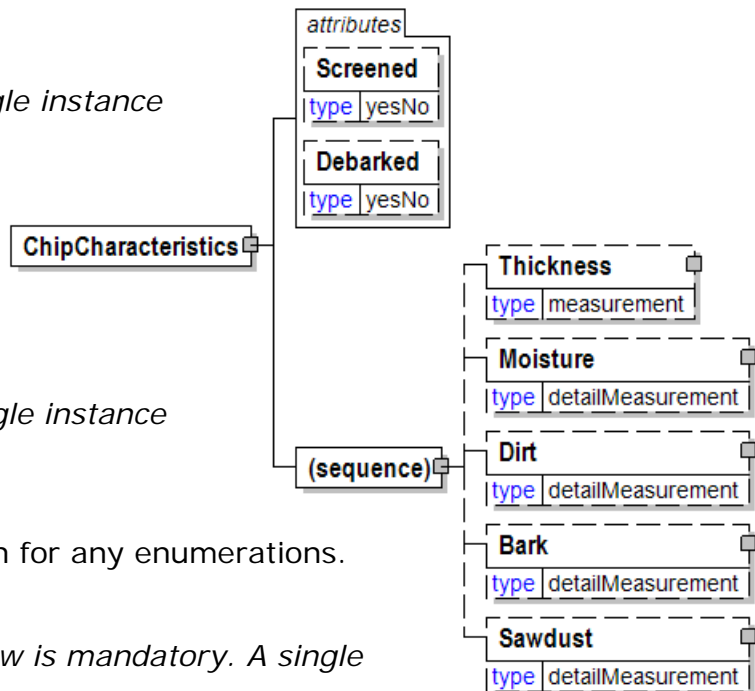 gle instance
gle instance
n for any enumerations.
w is mandatory. A single
attributes
Screened
type yesNo
Debarked
type yesNo
ChipCharacteristics
(sequence)
Thickness
type measurement
Moisture
type detailMeasurement
Dirt
type detailMeasurement
Bark
type detailMeasurement
Sawdust
type detailMeasurement